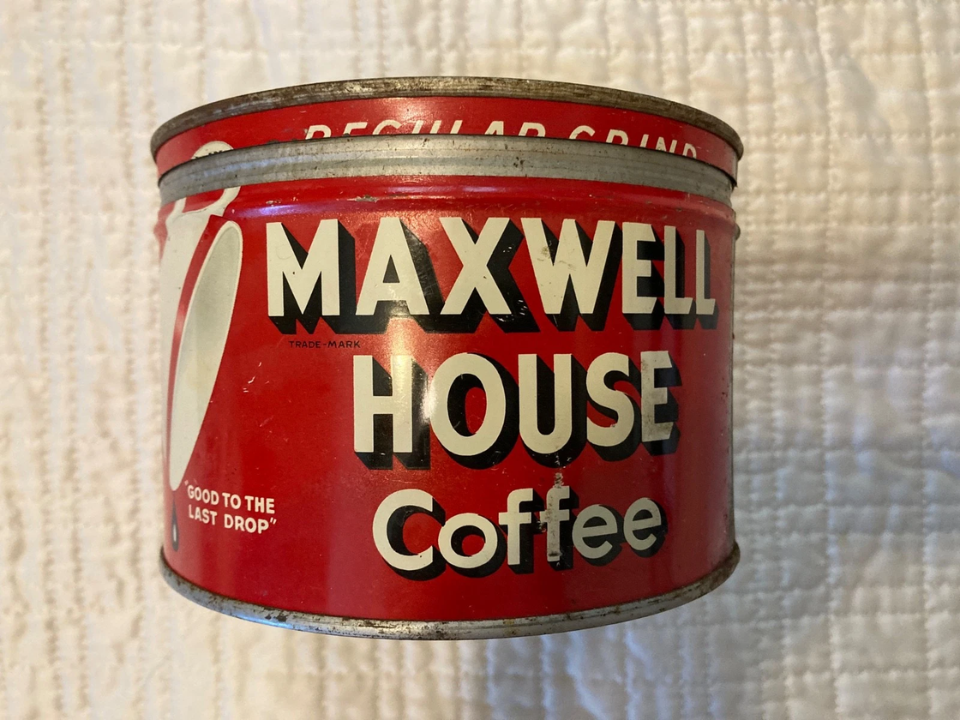 REGULAR GRIND
MAXWELL
TRADE-MARK
HOUSE
"GOOD TO THE
LAST DROP"
Coffee